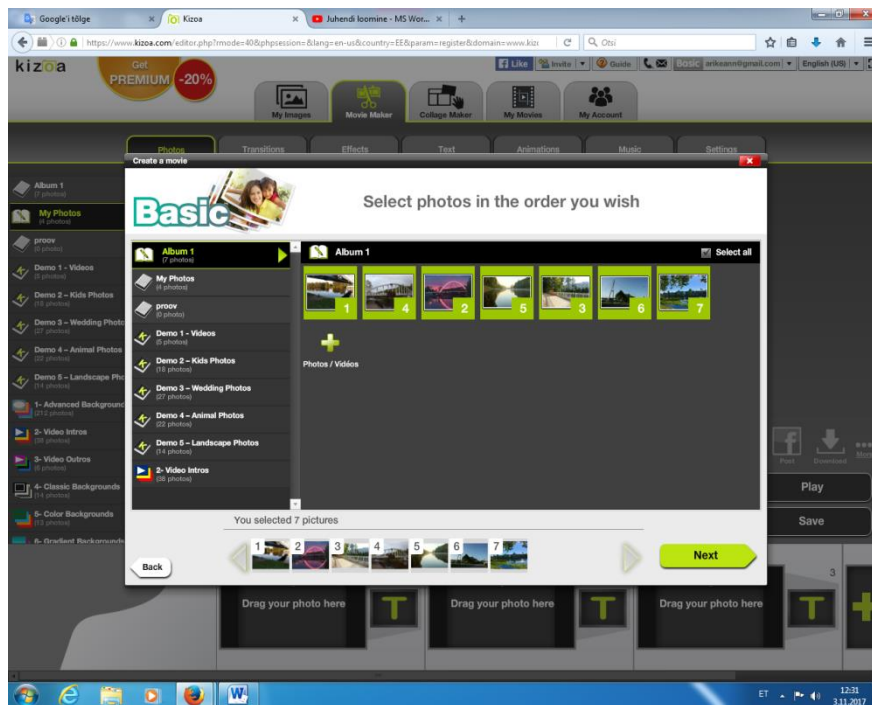 Google'i tõlge
Kizoa
Juhendi loomine - MS Wor...
https://www.kizoa.com/editor.php?rmode=40&phpsession=&lang=en-us&country=EE&param=register&domain=www.kizo
Otsi
kizoa
Get
PREMIUM
-20%
Like
Invite
Guide
Basic
arikeann@gmail.com
English (US)
My Images
Movie Maker
Collage Maker
My Movies
My Account
Photos
Transitions
Effects
Text
Animations
Music
Settings
Create a movie
Album 1
(7 photos)
My Photos
(4 photos)
proov
(0 photo)
Demo 1 - Videos
(5 photos)
Demo 2 – Kids Photos
(18 photos)
Demo 3 – Wedding Photo
(27 photos)
Demo 4 – Animal Photos
(22 photos)
Demo 5 – Landscape Pho
(14 photos)
1- Advanced Background
(212 photos)
2- Video Intros
(38 photos)
3- Video Outros
4- Classic Backgrounds
(14 photos)
5- Color Backgrounds
(13 photos)
6- Gradient Backgrounds
Basic
Select photos in the order you wish
Album 1
(7 photos)
My Photos
(4 photos)
proov
(0 photo)
Demo 1 - Videos
(5 photos)
Demo 2 – Kids Photos
(18 photos)
Demo 3 – Wedding Photos
(27 photos)
Demo 4 – Animal Photos
(22 photos)
Demo 5 – Landscape Photos
(14 photos)
2- Video Intros
(38 photos)
Album 1
Select all
1 4 2 5 3 6 7
Photos / Vidéos
You selected 7 pictures
1 2 3 4 5 6 7
Back
Next
Post
Download
More
Play
Save
Drag your photo here
T
Drag your photo here
T
Drag your photo here
3
T
ET
12:31
3.11.2017